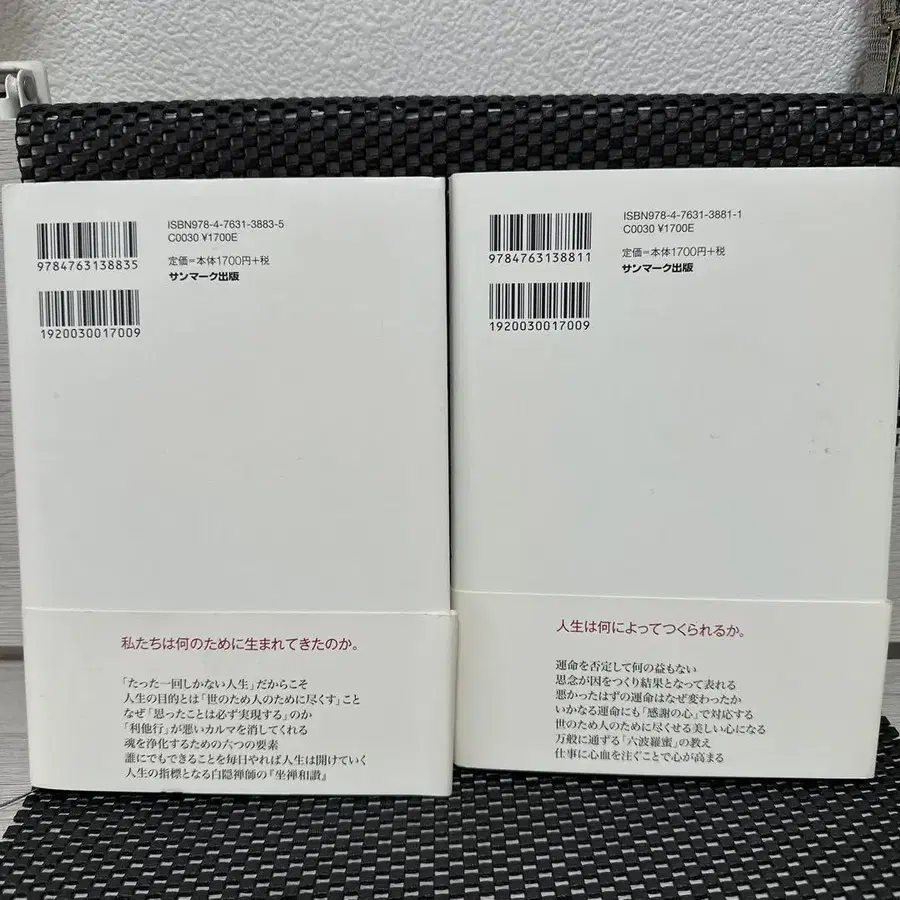 ISBN978-4-7631-3883-5
C0030 ¥1700E
定価=本体1700円+税
サンマーク出版
9784763138835
1920030017009
私たちは何のために生まれてきたのか。
「たった一回しかない人生」だからこそ
人生の目的とは「世のため人のために尽くす」こと
なぜ「思ったことは必ず実現する」のか
「利他行」が悪いカルマを消してくれる
魂を浄化するための六つの要素
誰にでもできることを毎日やれば人生は開けていく
人生の指標となる白隠禅師の『坐禅和讃』
ISBN978-4-7631-3881-1
C0030 ¥1700E
定価=本体1700円+税
サンマーク出版
9784763138811
1920030017009
人生は何によってつくられるか。
運命を否定して何の益もない
思念が因をつくり結果となって表れる
悪かったはずの運命はなぜ変わったか
いかなる運命にも「感謝の心」で対応する
世のため人のために尽くせる美しい心になる
万般に通ずる「六波羅蜜」の教え
仕事に心血を注ぐことで心が高まる